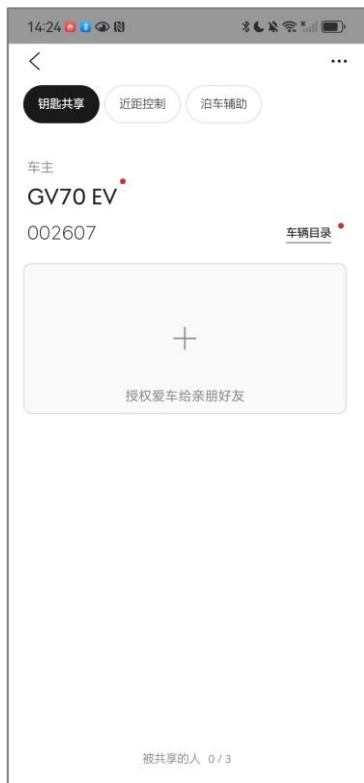 14:24
钥匙共享 近距控制 泊车辅助
车主
GV70 EV
002607 车辆目录
授权爱车给亲朋好友
被共享的人 0 / 3